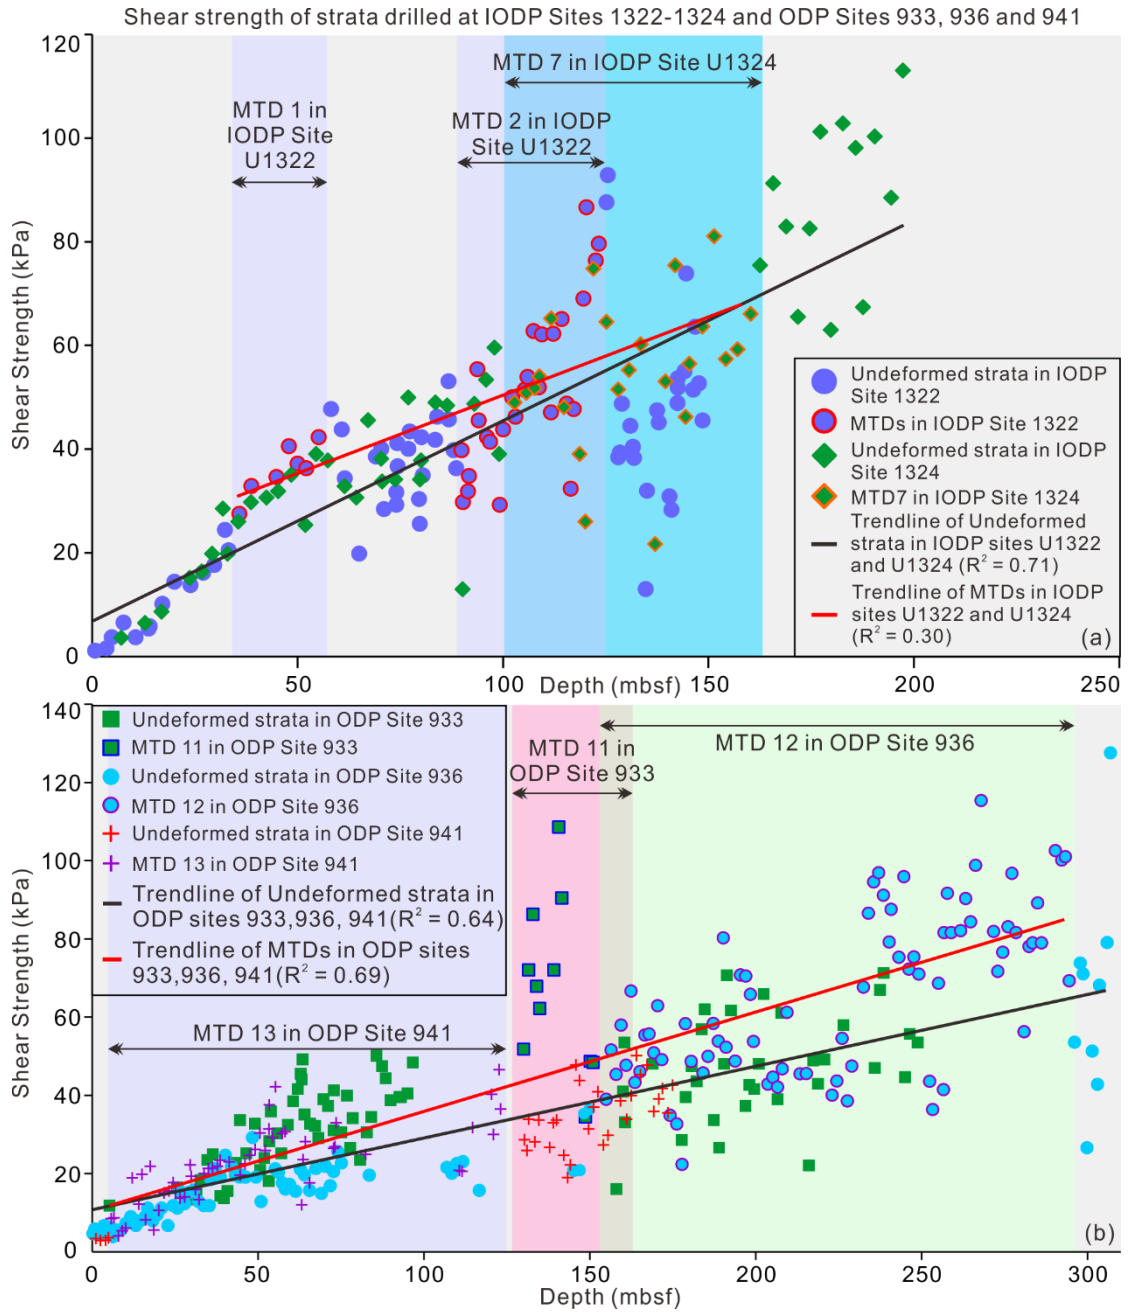 Shear strength of strata drilled at IODP Sites 1322-1324 and ODP Sites 933, 936 and 941
120
100
80
60
40
20
0
Shear Strength (kPa)
MTD 1 in
IODP Site
U1322
MTD 7 in IODP Site U1324
MTD 2 in IODP
Site U1322
Undeformed strata in IODP
Site 1322
MTDs in IODP Site 1322
Undeformed strata in IODP
Site 1324
MTD7 in IODP Site 1324
Trendline of Undeformed
strata in IODP sites U1322
and U1324 (R² = 0.71)
Trendline of MTDs in IODP
sites U1322 and U1324
(R² = 0.30)
(a)
0 50 100 150 200 250
Depth (mbsf)
140
120
100
80
60
40
20
0
Shear Strength (kPa)
Undeformed strata in ODP Site 933
MTD 11 in ODP Site 933
Undeformed strata in ODP Site 936
MTD 12 in ODP Site 936
Undeformed strata in ODP Site 941
MTD 13 in ODP Site 941
Trendline of Undeformed strata in
ODP sites 933,936, 941(R² = 0.64)
Trendline of MTDs in ODP sites
933,936, 941(R² = 0.69)
MTD 11 in
ODP Site 933
MTD 12 in ODP Site 936
MTD 13 in ODP Site 941
(b)
0 50 100 150 200 250 300
Depth (mbsf)